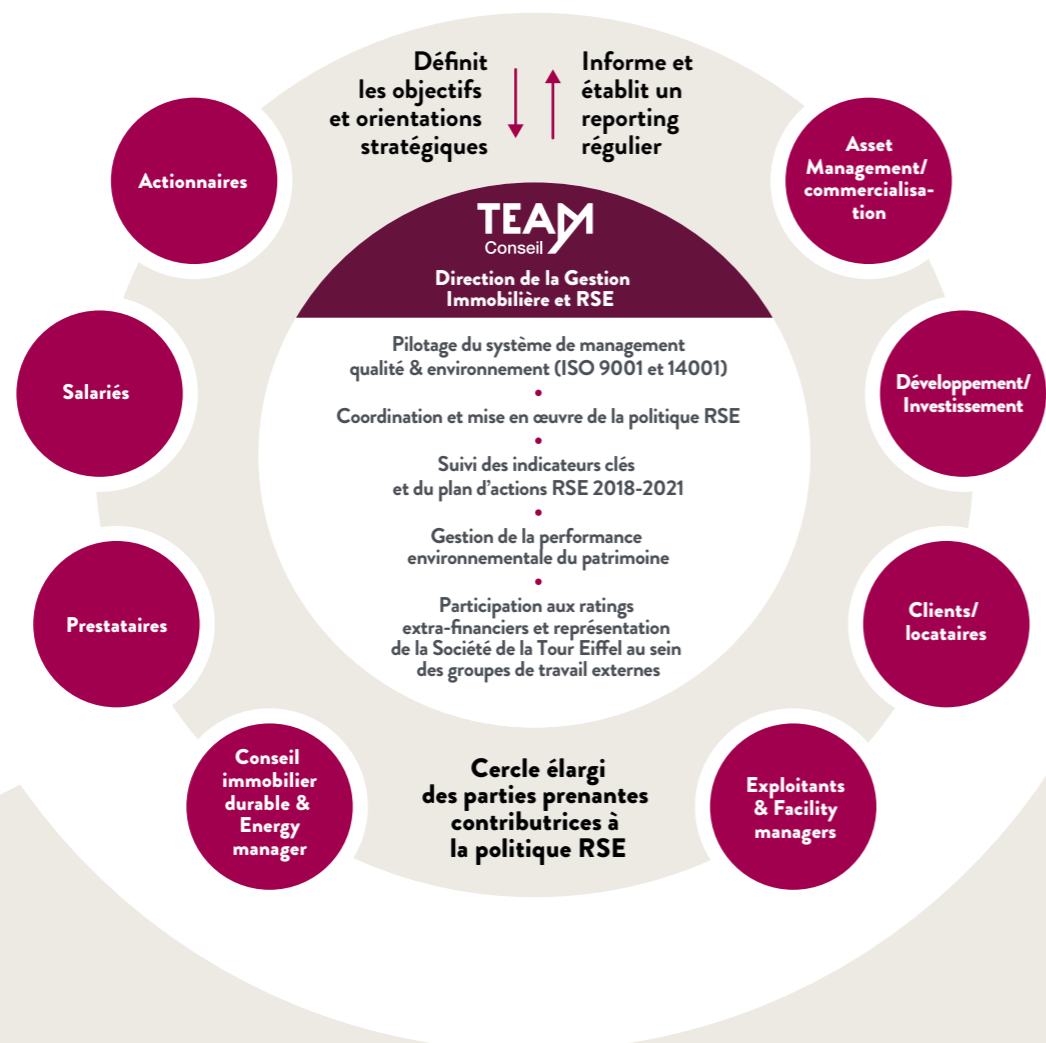 Définit
les objectifs
et orientations
stratégiques
Informe et
établit un
reporting
régulier
Actionnaires
Asset
Management/
commercialisa-
tion
TEAM
Conseil
Direction de la Gestion
Immobilière et RSE
Pilotage du système de management
qualité & environnement (ISO 9001 et 14001)
Coordination et mise en œuvre de la politique RSE
Suivi des indicateurs clés
et du plan d'actions RSE 2018-2021
Gestion de la performance
environnementale du patrimoine
Participation aux ratings
extra-financiers et représentation
de la Société de la Tour Eiffel au sein
des groupes de travail externes
Salariés
Développement/
Investissement
Prestataires
Clients/
locataires
Conseil
immobilier
durable &
Energy
manager
Cercle élargi
des parties prenantes
contributrices à
la politique RSE
Exploitants
& Facility
managers